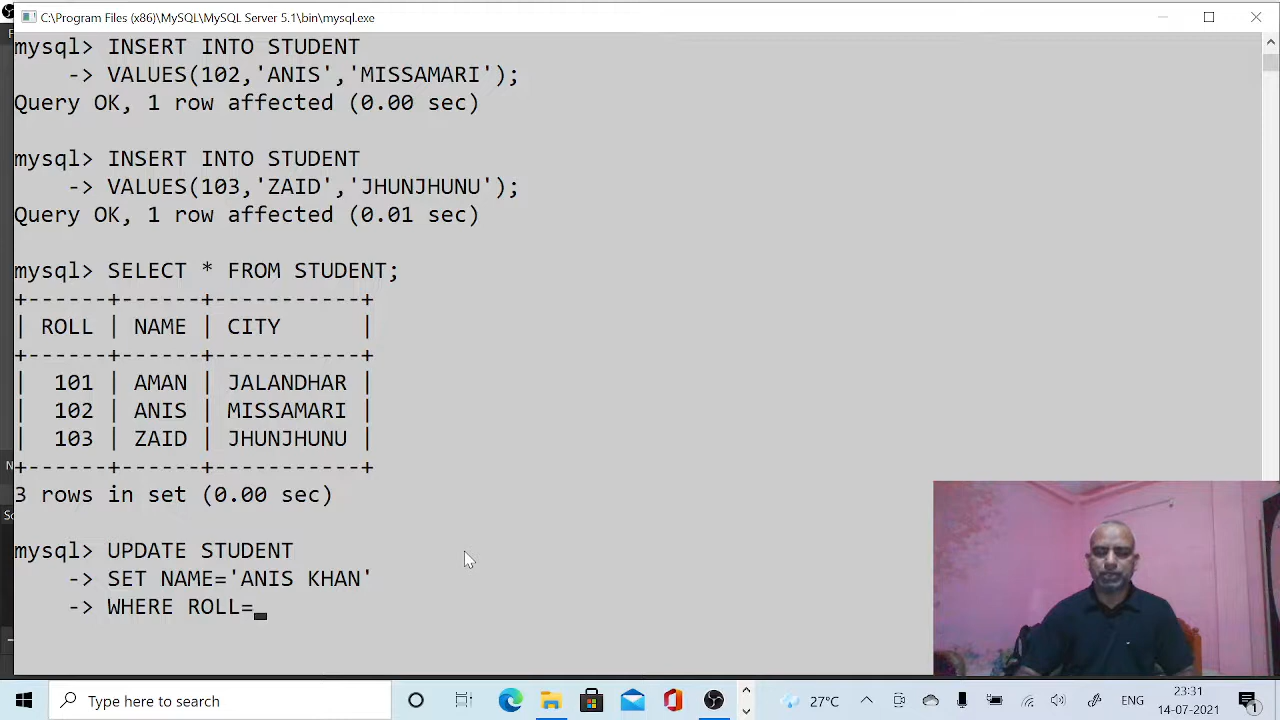 C:\Program Files (x86)\MySQL\MySQL Server 5.1\bin\mysql.exe
mysql> INSERT INTO STUDENT
-> VALUES(102,'ANIS','MISSAMARI');
Query OK, 1 row affected (0.00 sec)
mysql> INSERT INTO STUDENT
-> VALUES(103,'ZAID','JHUNJHUNU');
Query OK, 1 row affected (0.01 sec)
mysql> SELECT * FROM STUDENT;
+------+------+-----------+
| ROLL | NAME | CITY      |
+------+------+-----------+
|  101 | AMAN | JALANDHAR |
|  102 | ANIS | MISSAMARI |
|  103 | ZAID | JHUNJHUNU |
+------+------+-----------+
3 rows in set (0.00 sec)
mysql> UPDATE STUDENT
-> SET NAME='ANIS KHAN'
-> WHERE ROLL=_
Type here to search
27°C
ENG
23:31
14-07-2021
1